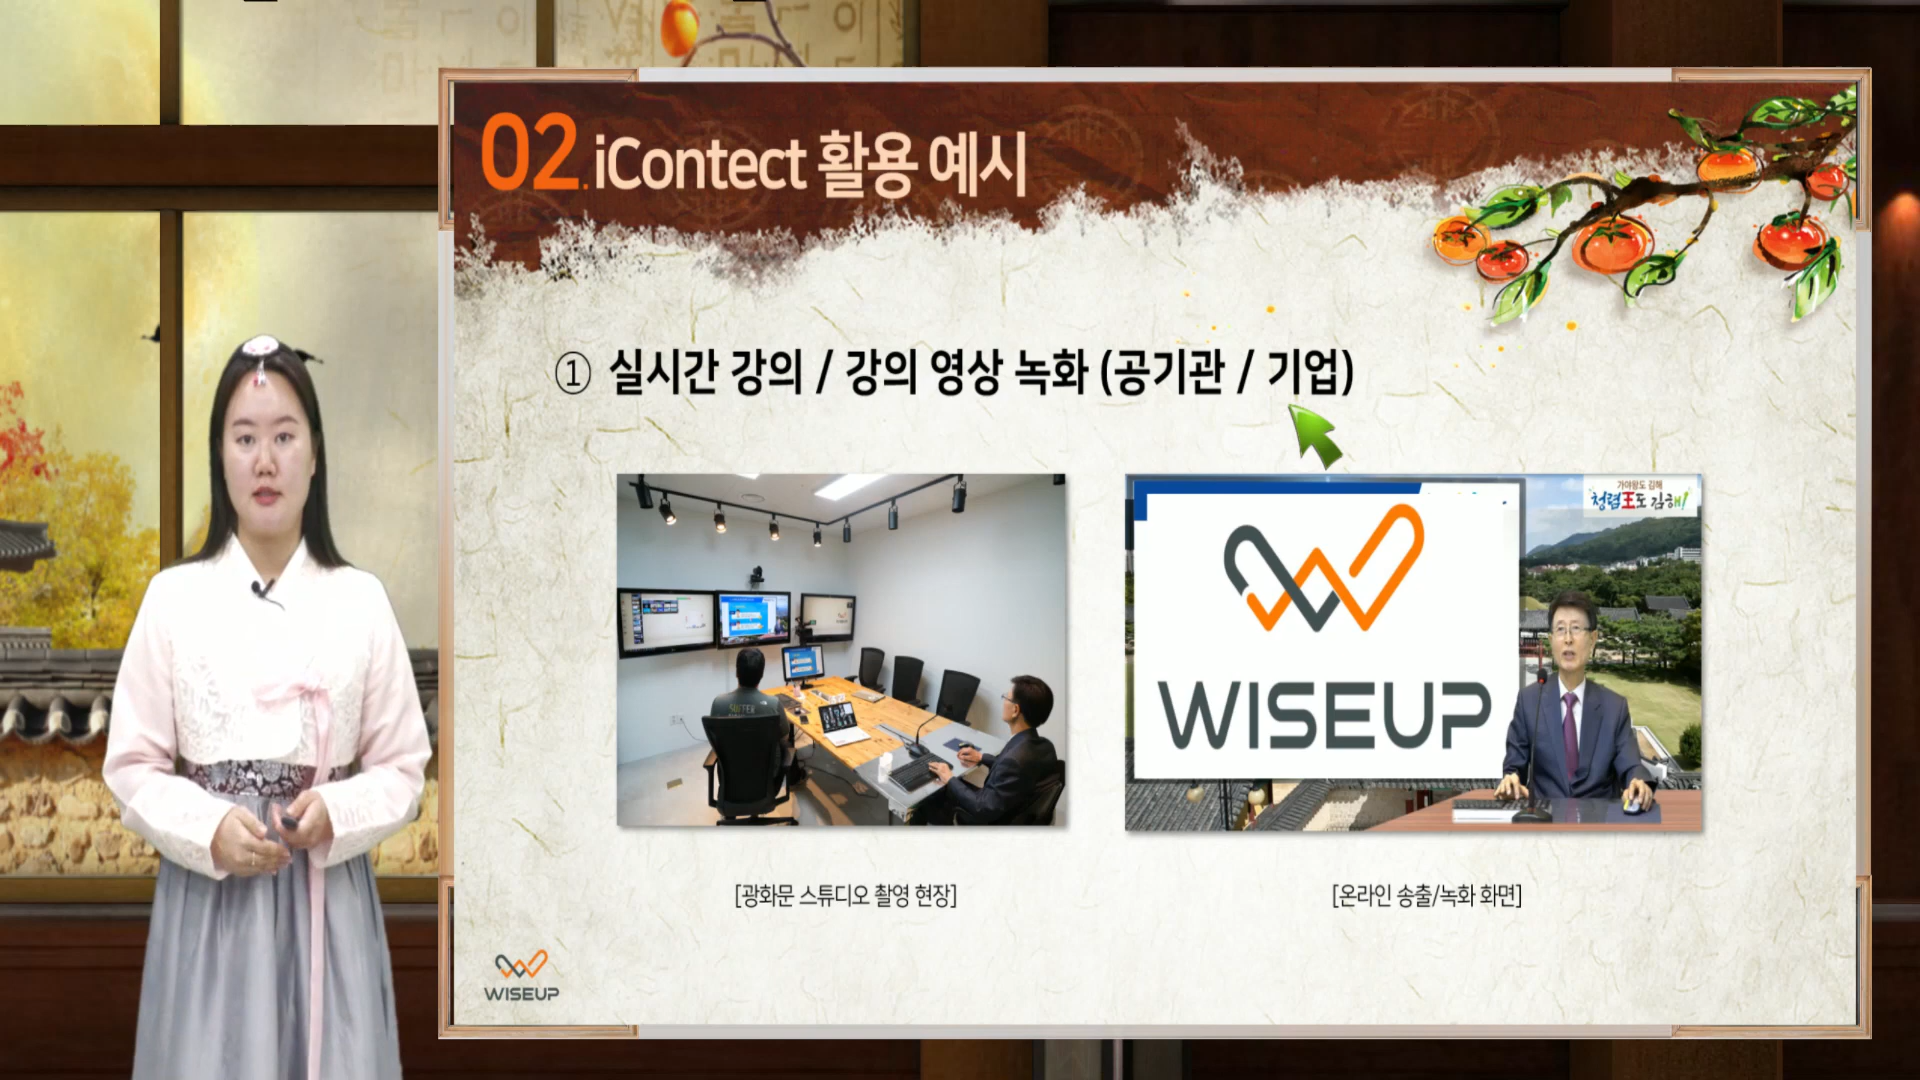 02. iContect 활용 예시
① 실시간 강의 / 강의 영상 녹화 (공기관 / 기업)
가야왕도 김해
청렴王도 김해!
WISEUP
[광화문 스튜디오 촬영 현장]
[온라인 송출/녹화 화면]
WISEUP